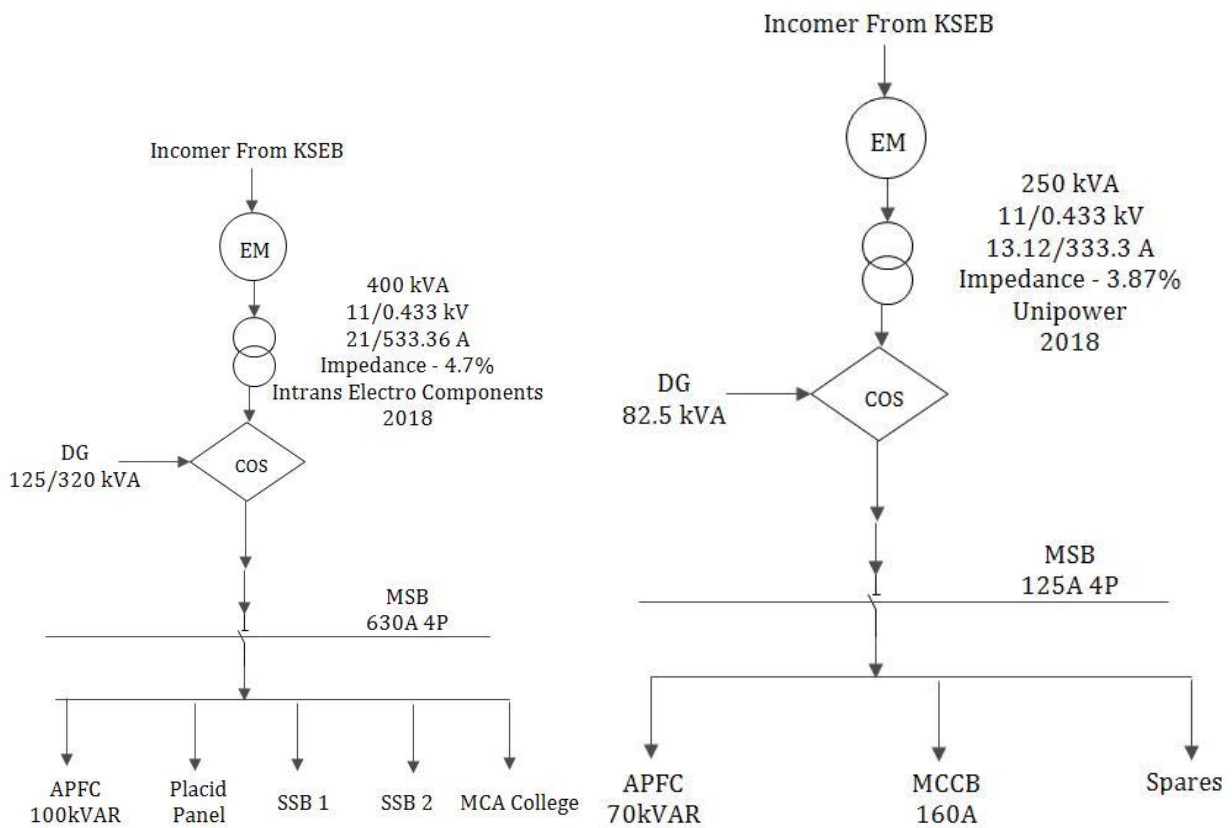 Incomer From KSEB
EM
400 kVA
11/0.433 kV
21/533.36 A
Impedance - 4.7%
Intrans Electro Components
2018
DG
125/320 kVA
COS
MSB
630A 4P
APFC
100kVAR
Placid
Panel
SSB 1
SSB 2
MCA College
Incomer From KSEB
EM
250 kVA
11/0.433 kV
13.12/333.3 A
Impedance - 3.87%
Unipower
2018
DG
82.5 kVA
COS
MSB
125A 4P
APFC
70kVAR
MCCB
160A
Spares